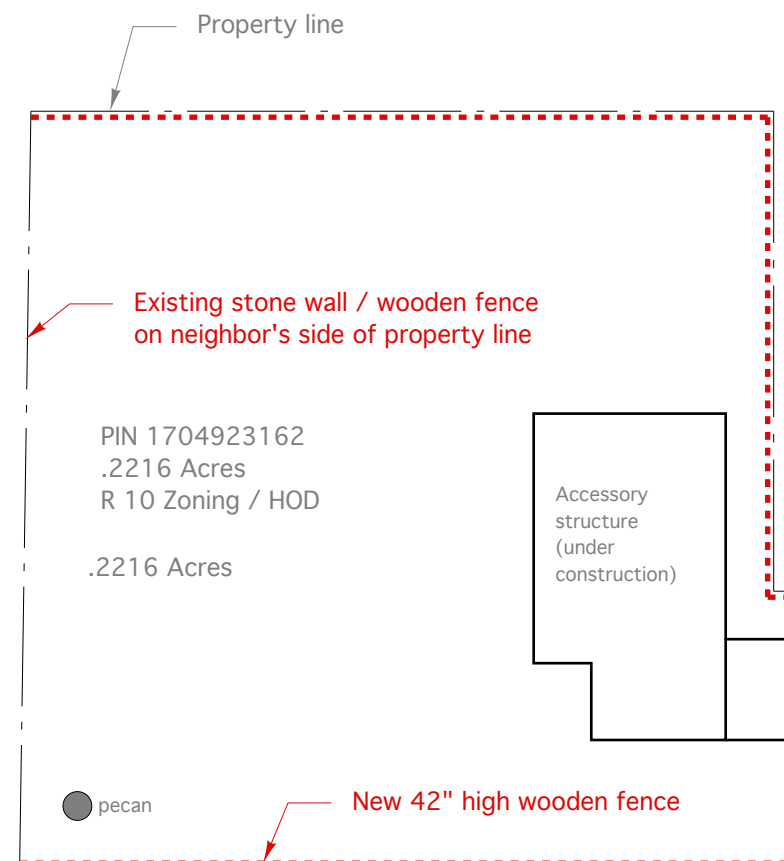 Property line
Existing stone wall / wooden fence
on neighbor's side of property line
PIN 1704923162
.2216 Acres
R 10 Zoning / HOD
.2216 Acres
Accessory
structure
(under
construction)
pecan
New 42" high wooden fence